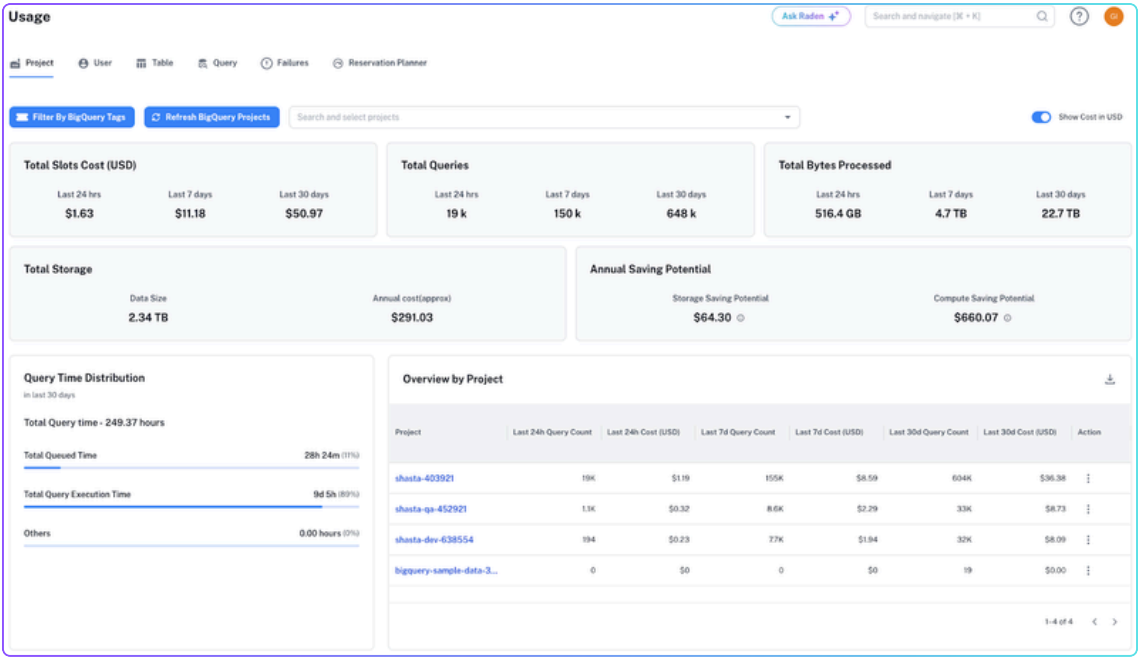 Usage
Ask Raden
Search and navigate [⌘ + K]
?
GI
Project User Table Query Failures Reservation Planner
Filter By BigQuery Tags Refresh BigQuery Projects Search and select projects Show Cost in USD
Total Slots Cost (USD)
Last 24 hrs Last 7 days Last 30 days
$1.63 $11.18 $50.97
Total Queries
Last 24 hrs Last 7 days Last 30 days
19 k 150 k 648 k
Total Bytes Processed
Last 24 hrs Last 7 days Last 30 days
516.4 GB 4.7 TB 22.7 TB
Total Storage
Data Size Annual cost(approx)
2.34 TB $291.03
Annual Saving Potential
Storage Saving Potential Compute Saving Potential
$64.30 $660.07
Query Time Distribution
in last 30 days
Total Query time - 249.37 hours
Total Queued Time 28h 24m (11%)
Total Query Execution Time 9d 5h (89%)
Others 0.00 hours (0%)
Overview by Project
Project Last 24h Query Count Last 24h Cost (USD) Last 7d Query Count Last 7d Cost (USD) Last 30d Query Count Last 30d Cost (USD) Action
shasta-403921 19K $1.19 155K $8.59 604K $36.38
shasta-qa-452921 1.1K $0.32 8.6K $2.29 33K $8.73
shasta-dev-638554 194 $0.23 7.7K $1.94 32K $8.09
bigquery-sample-data-3... 0 $0 0 $0 19 $0.00
1-4 of 4